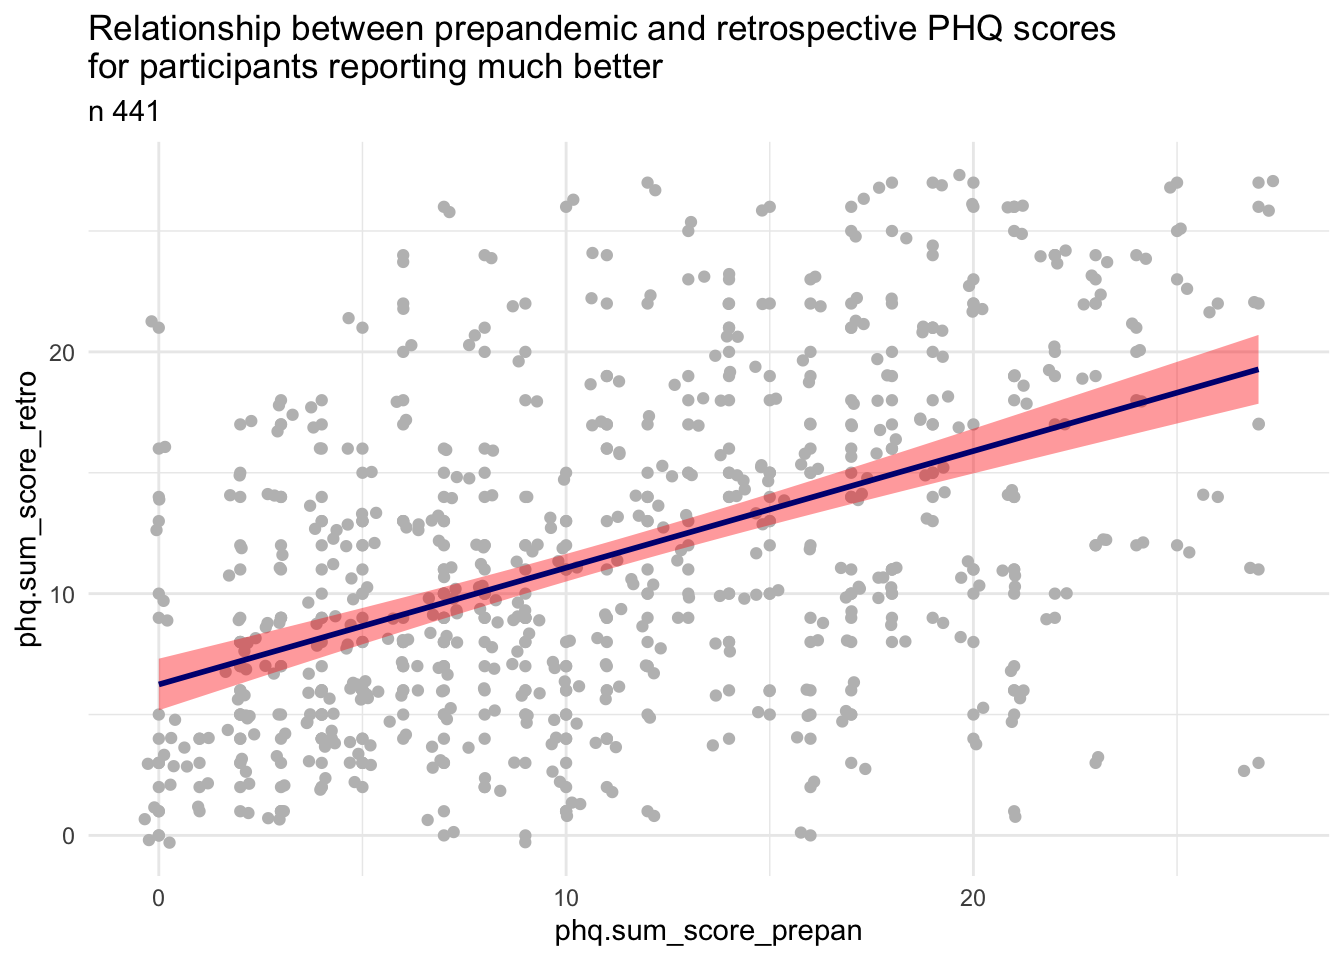 Relationship between prepandemic and retrospective PHQ scores
for participants reporting much better
n 441
phq.sum_score_retro
20
10
0
0
10
20
phq.sum_score_prepan